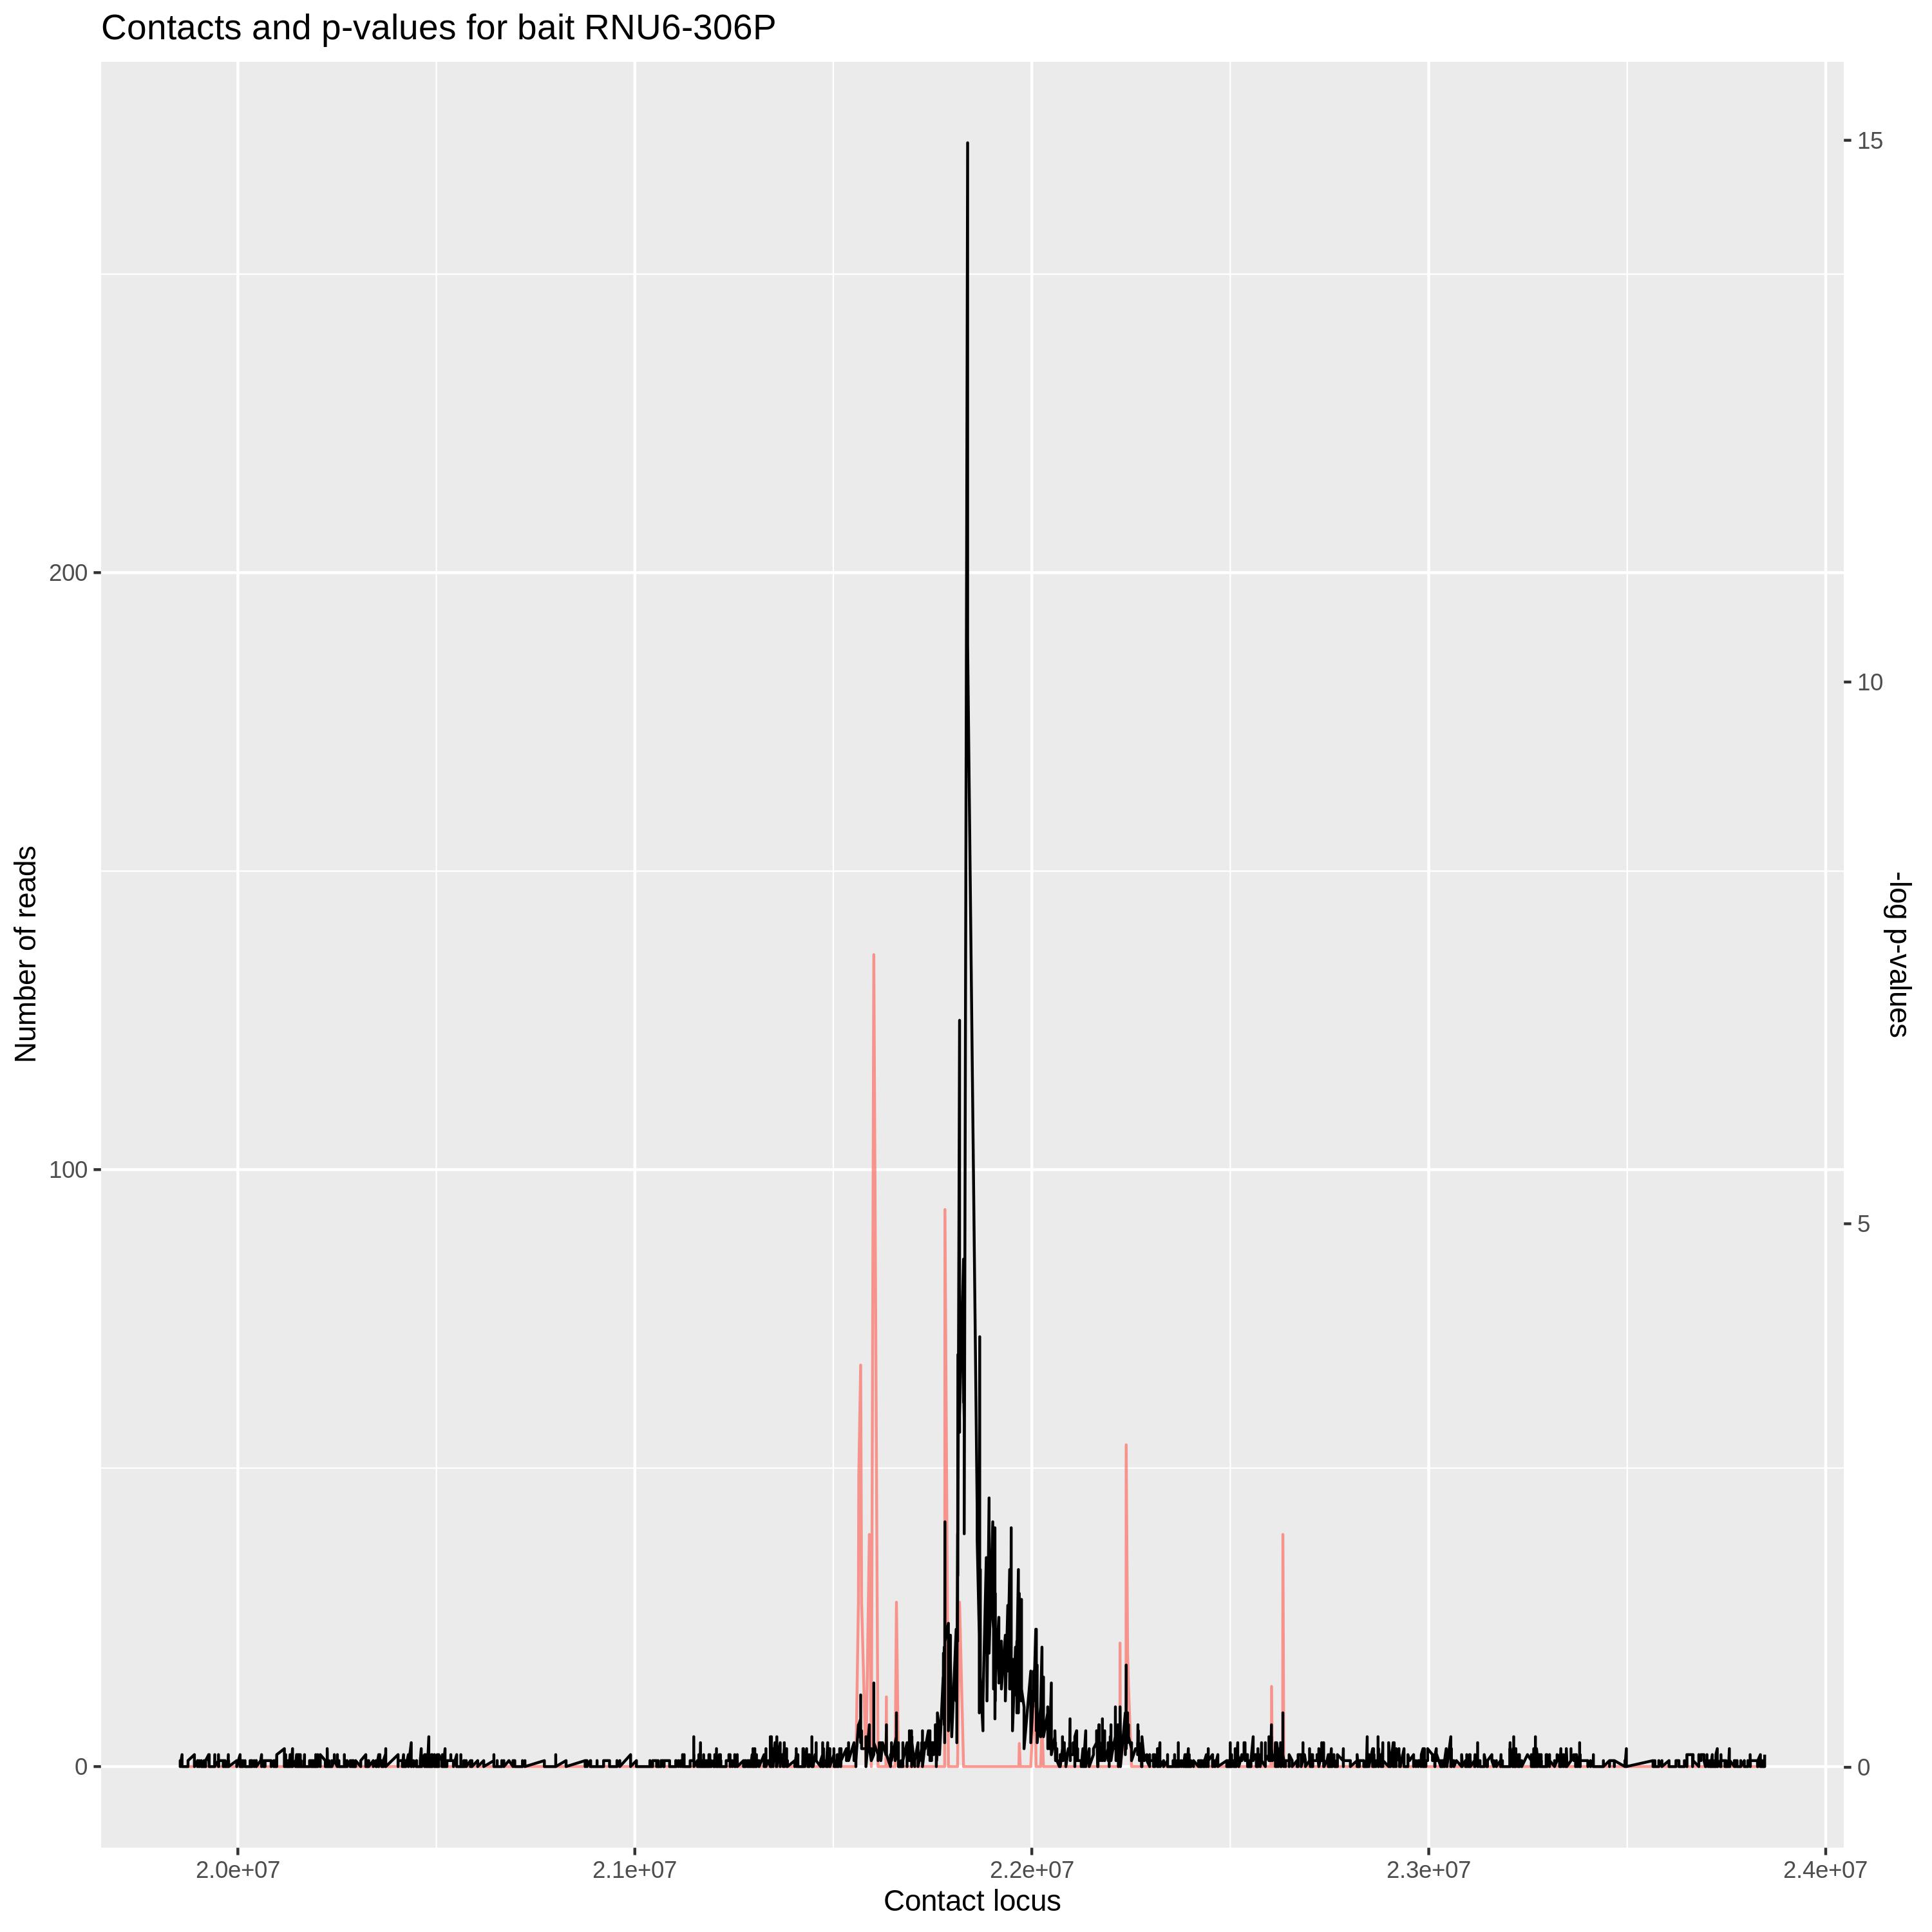 Contacts and p-values for bait RNU6-306P
Number of reads
200
100
0
15
10
5
0
-log p-values
2.0e+07
2.1e+07
2.2e+07
2.3e+07
2.4e+07
Contact locus